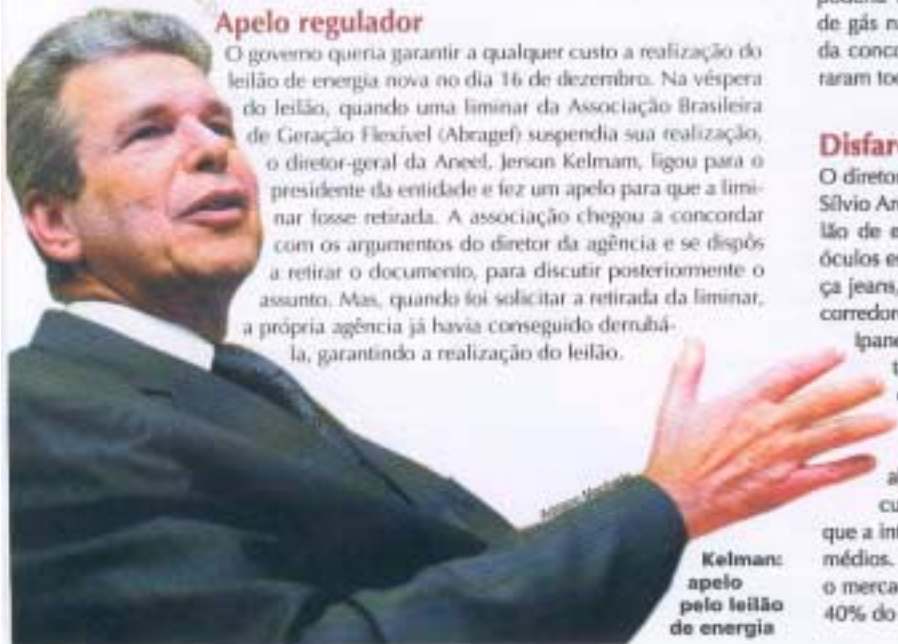 Apelo regulador
O governo queria garantir a qualquer custo a realização do
leilão de energia nova no dia 16 de dezembro. Na véspera
do leilão, quando uma liminar da Associação Brasileira
de Geração Flexível (Abragef) suspendia sua realização,
o diretor-geral da Aneel, Jerson Kelmam, ligou para o
presidente da entidade e fez um apelo para que a limi-
nar fosse retirada. A associação chegou a concordar
com os argumentos do diretor da agência e se dispôs
a retirar o documento, para discutir posteriormente o
assunto. Mas, quando foi solicitar a retirada da liminar,
a própria agência já havia conseguido derrubá-
la, garantindo a realização do leilão.
Kelman:
apelo
pelo leilão
de energia
de gás
da
Disfar
O diretor
Sílvio
lão de
óculos
ça jeans,
corredor
que a
médios.
o merca
40% do